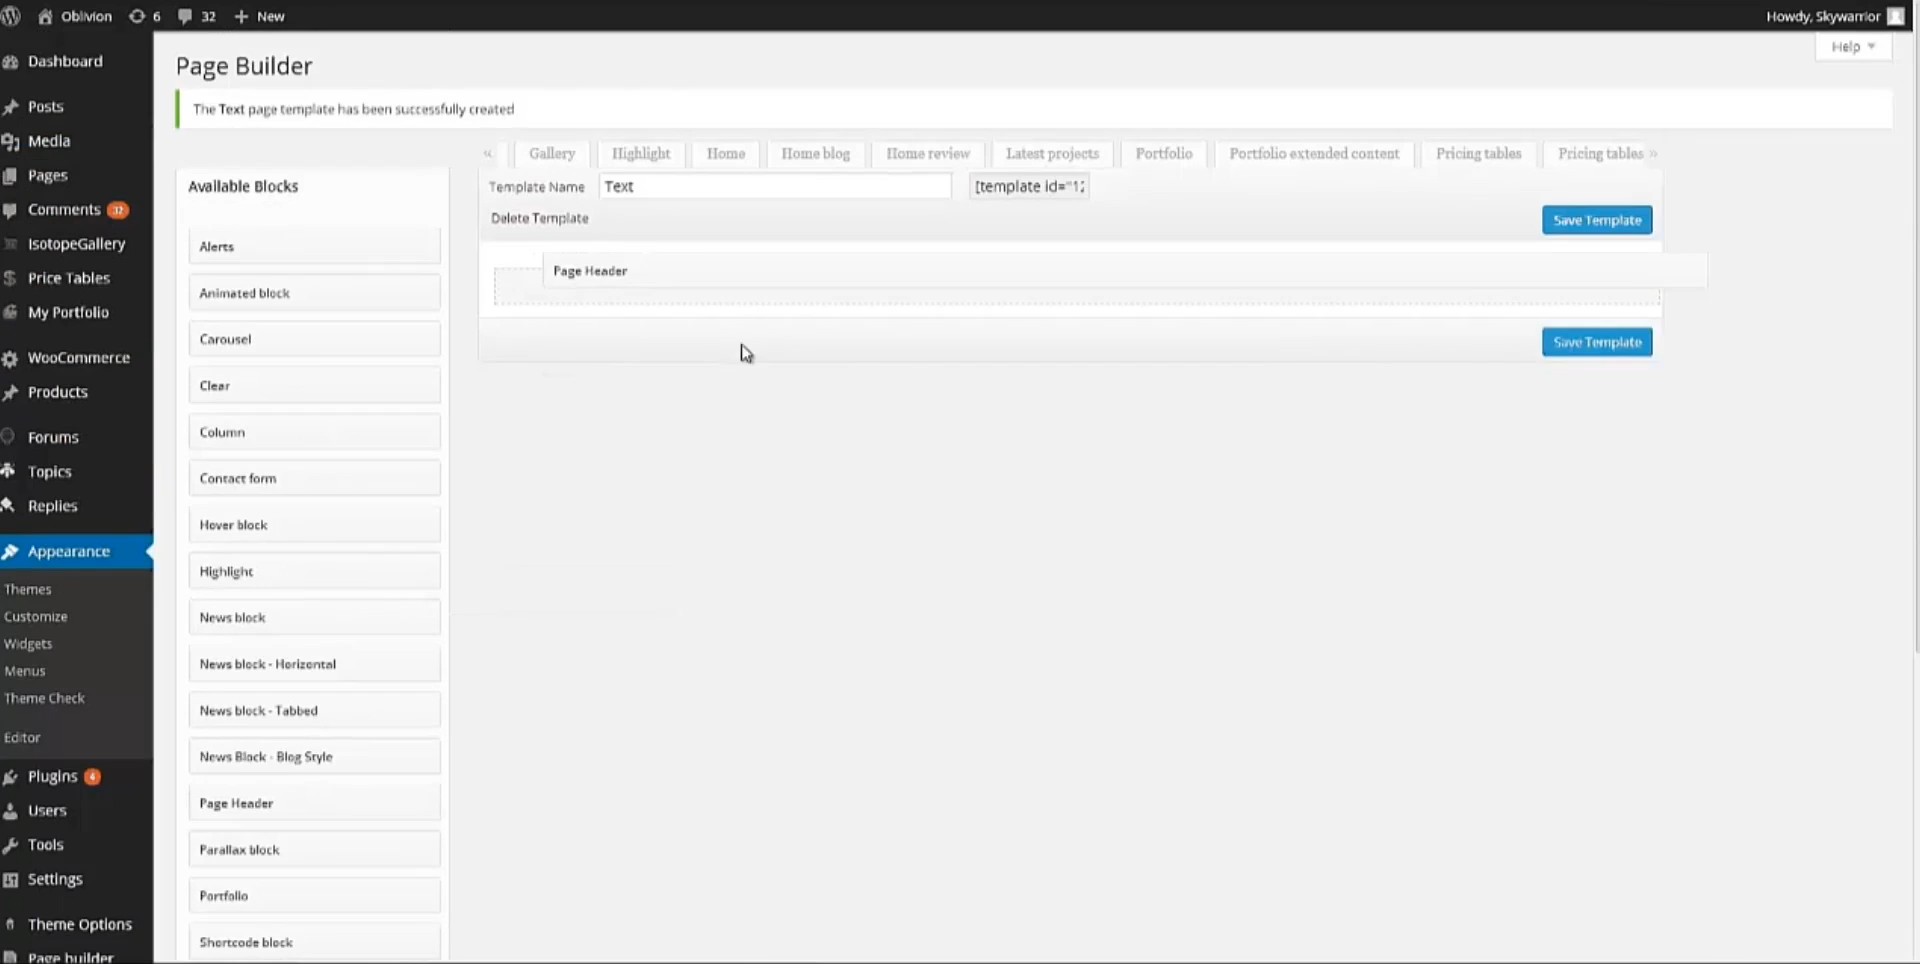 Oblivion 6 32 New Howdy, Skywarrior
Help
Dashboard
Posts
Media
Pages
Comments 32
IsotopeGallery
Price Tables
My Portfolio
WooCommerce
Products
Forums
Topics
Replies
Appearance
Themes
Customize
Widgets
Menus
Theme Check
Editor
Plugins 4
Users
Tools
Settings
Theme Options
Page builder
Page Builder
The Text page template has been successfully created
Available Blocks
Alerts
Animated block
Carousel
Clear
Column
Contact form
Hover block
Highlight
News block
News block - Horizontal
News block - Tabbed
News Block - Blog Style
Page Header
Parallax block
Portfolio
Shortcode block
« Gallery Highlight Home Home blog Home review Latest projects Portfolio Portfolio extended content Pricing tables Pricing tables »
Template Name Text [template id="12
Delete Template Save Template
Page Header
Save Template